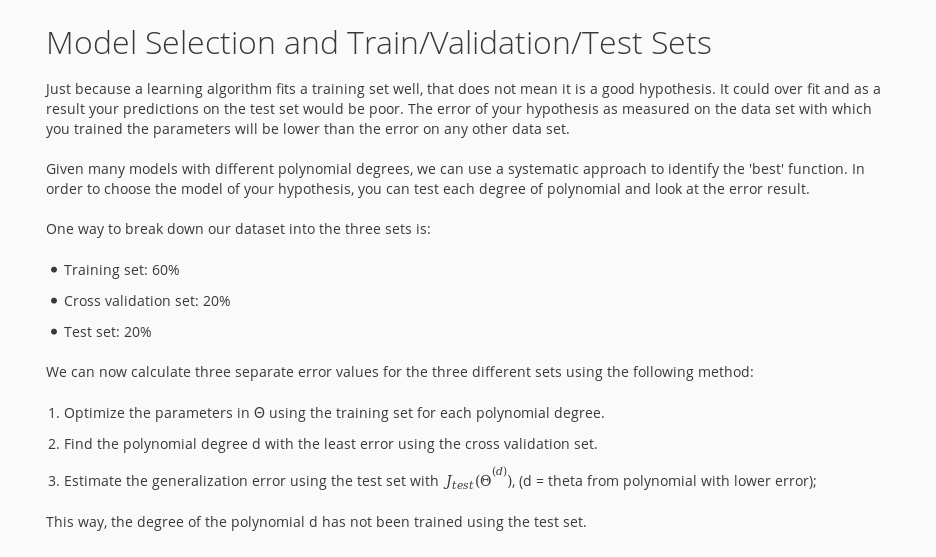 Model Selection and Train/Validation/Test Sets
Just because a learning algorithm fits a training set well, that does not mean it is a good hypothesis. It could over fit and as a
result your predictions on the test set would be poor. The error of your hypothesis as measured on the data set with which
you trained the parameters will be lower than the error on any other data set.
Given many models with different polynomial degrees, we can use a systematic approach to identify the 'best' function. In
order to choose the model of your hypothesis, you can test each degree of polynomial and look at the error result.
One way to break down our dataset into the three sets is:
• Training set: 60%
• Cross validation set: 20%
• Test set: 20%
We can now calculate three separate error values for the three different sets using the following method:
1. Optimize the parameters in Θ using the training set for each polynomial degree.
2. Find the polynomial degree d with the least error using the cross validation set.
3. Estimate the generalization error using the test set with J_{test}(Θ^{(d)}), (d = theta from polynomial with lower error);
This way, the degree of the polynomial d has not been trained using the test set.